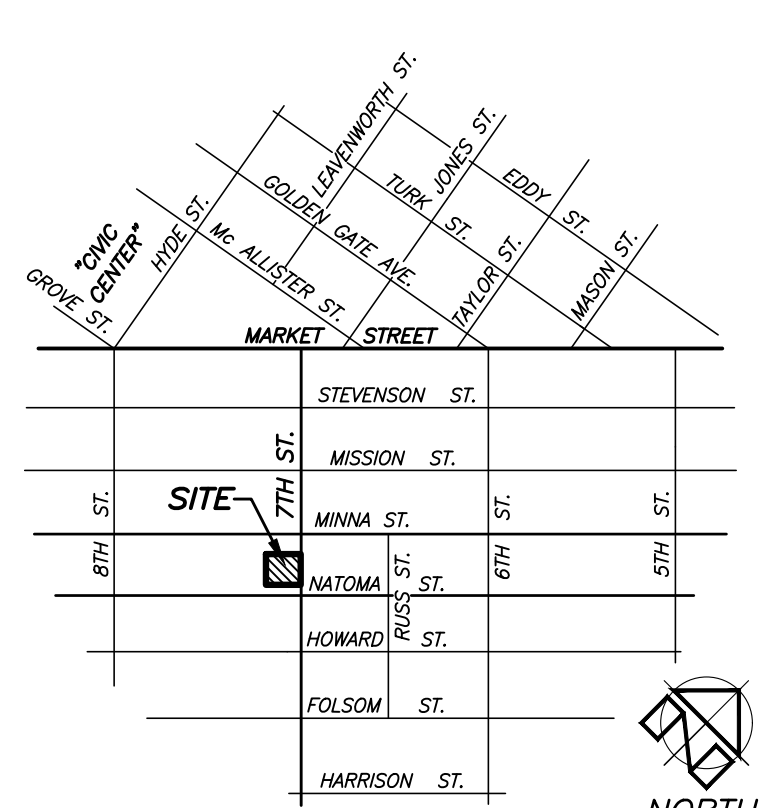 LEAVENWORTH ST.
JONES ST.
EDDY ST.
TURK ST.
GOLDEN GATE AVE.
HYDE ST.
Mc ALLISTER ST.
TAYLOR ST.
MASON ST.
"CIVIC
CENTER"
GROVE ST.
MARKET STREET
STEVENSON ST.
7TH ST.
MISSION ST.
SITE
MINNA ST.
8TH ST.
6TH ST.
5TH ST.
NATOMA ST.
RUSS ST.
HOWARD ST.
FOLSOM ST.
HARRISON ST.
NORTH